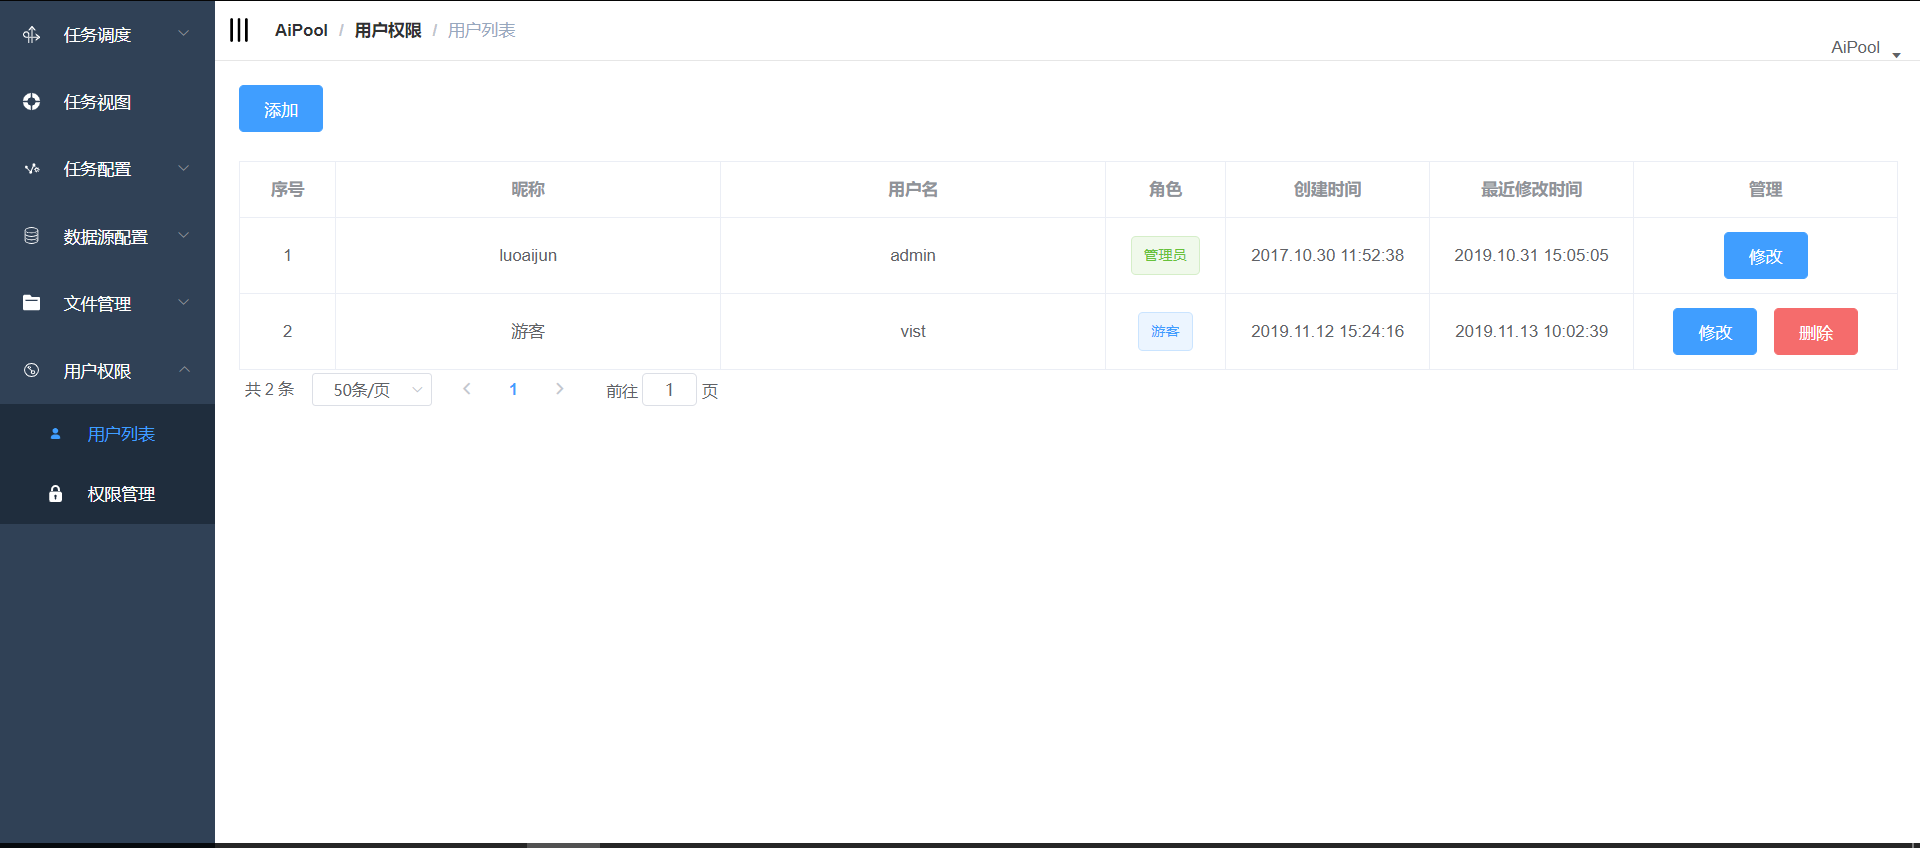 任务调度
任务视图
任务配置
数据源配置
文件管理
用户权限
用户列表
权限管理
AiPool / 用户权限 / 用户列表
AiPool
添加
序号 昵称 用户名 角色 创建时间 最近修改时间 管理
1 luoaijun admin 管理员 2017.10.30 11:52:38 2019.10.31 15:05:05 修改
2 游客 vist 游客 2019.11.12 15:24:16 2019.11.13 10:02:39 修改 删除
共 2 条 50条/页 1 前往 1 页